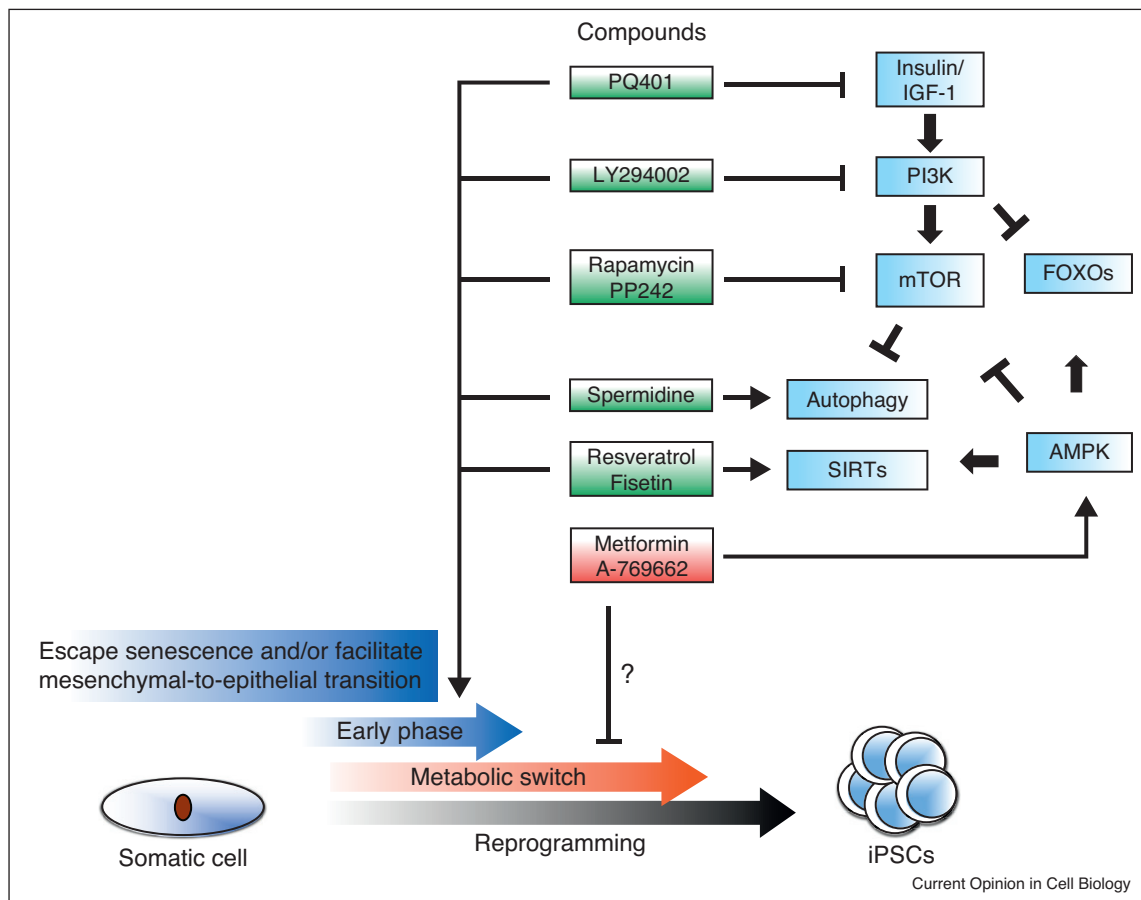 Compounds
PQ401
Insulin/
IGF-1
LY294002
PI3K
Rapamycin
PP242
mTOR
FOXOs
Spermidine
Autophagy
Resveratrol
Fisetin
SIRTs
AMPK
Metformin
A-769662
Escape senescence and/or facilitate
mesenchymal-to-epithelial transition
?
Early phase
Metabolic switch
Reprogramming
Somatic cell
iPSCs
Current Opinion in Cell Biology